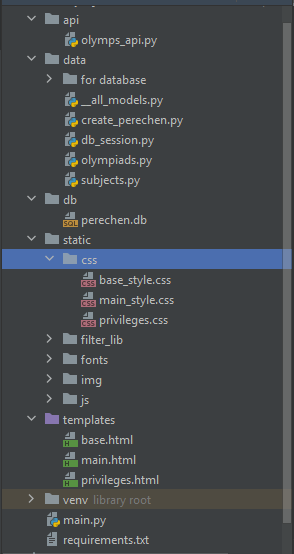 api
olymps_api.py
data
for database
__all_models.py
create_perechen.py
db_session.py
olympiads.py
subjects.py
db
perechen.db
static
css
base_style.css
main_style.css
privileges.css
filter_lib
fonts
img
js
templates
base.html
main.html
privileges.html
venv library root
main.py
requirements.txt